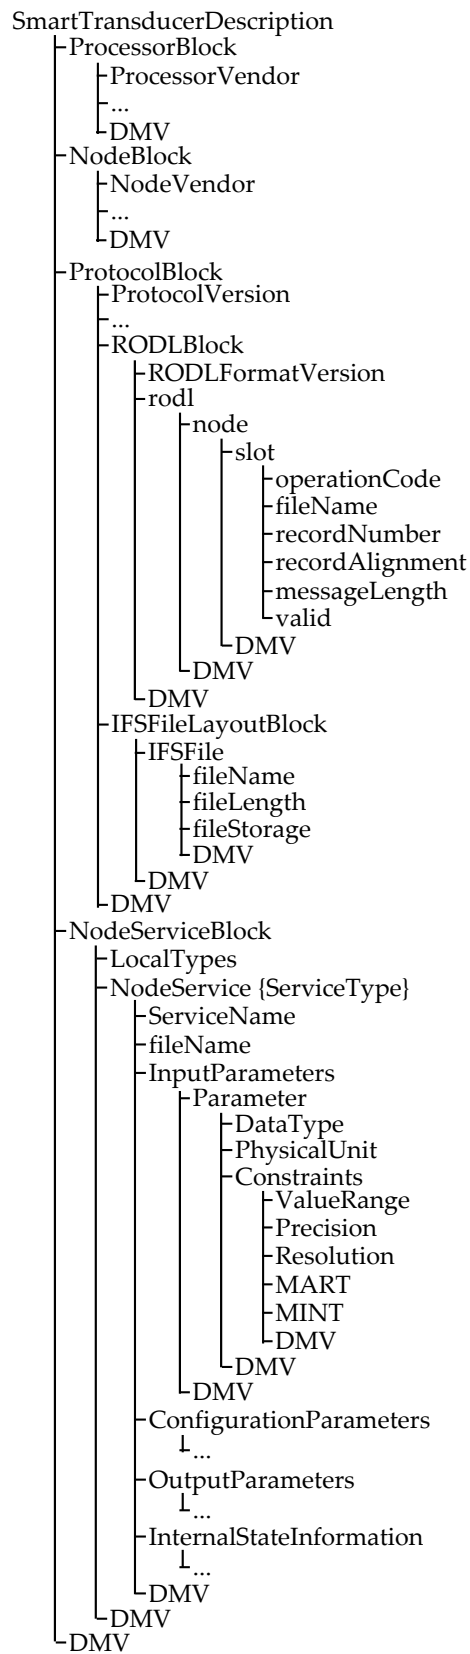 SmartTransducerDescription
ProcessorBlock
ProcessorVendor
...
DMV
NodeBlock
NodeVendor
...
DMV
ProtocolBlock
ProtocolVersion
...
RODLBlock
RODLFormatVersion
rodl
node
slot
operationCode
fileName
recordNumber
recordAlignment
messageLength
valid
DMV
DMV
DMV
IFSFileLayoutBlock
IFSFile
fileName
fileLength
fileStorage
DMV
DMV
DMV
NodeServiceBlock
LocalTypes
NodeService {ServiceType}
ServiceName
fileName
InputParameters
Parameter
DataType
PhysicalUnit
Constraints
ValueRange
Precision
Resolution
MART
MINT
DMV
DMV
DMV
ConfigurationParameters
...
OutputParameters
...
InternalStateInformation
...
DMV
DMV
DMV